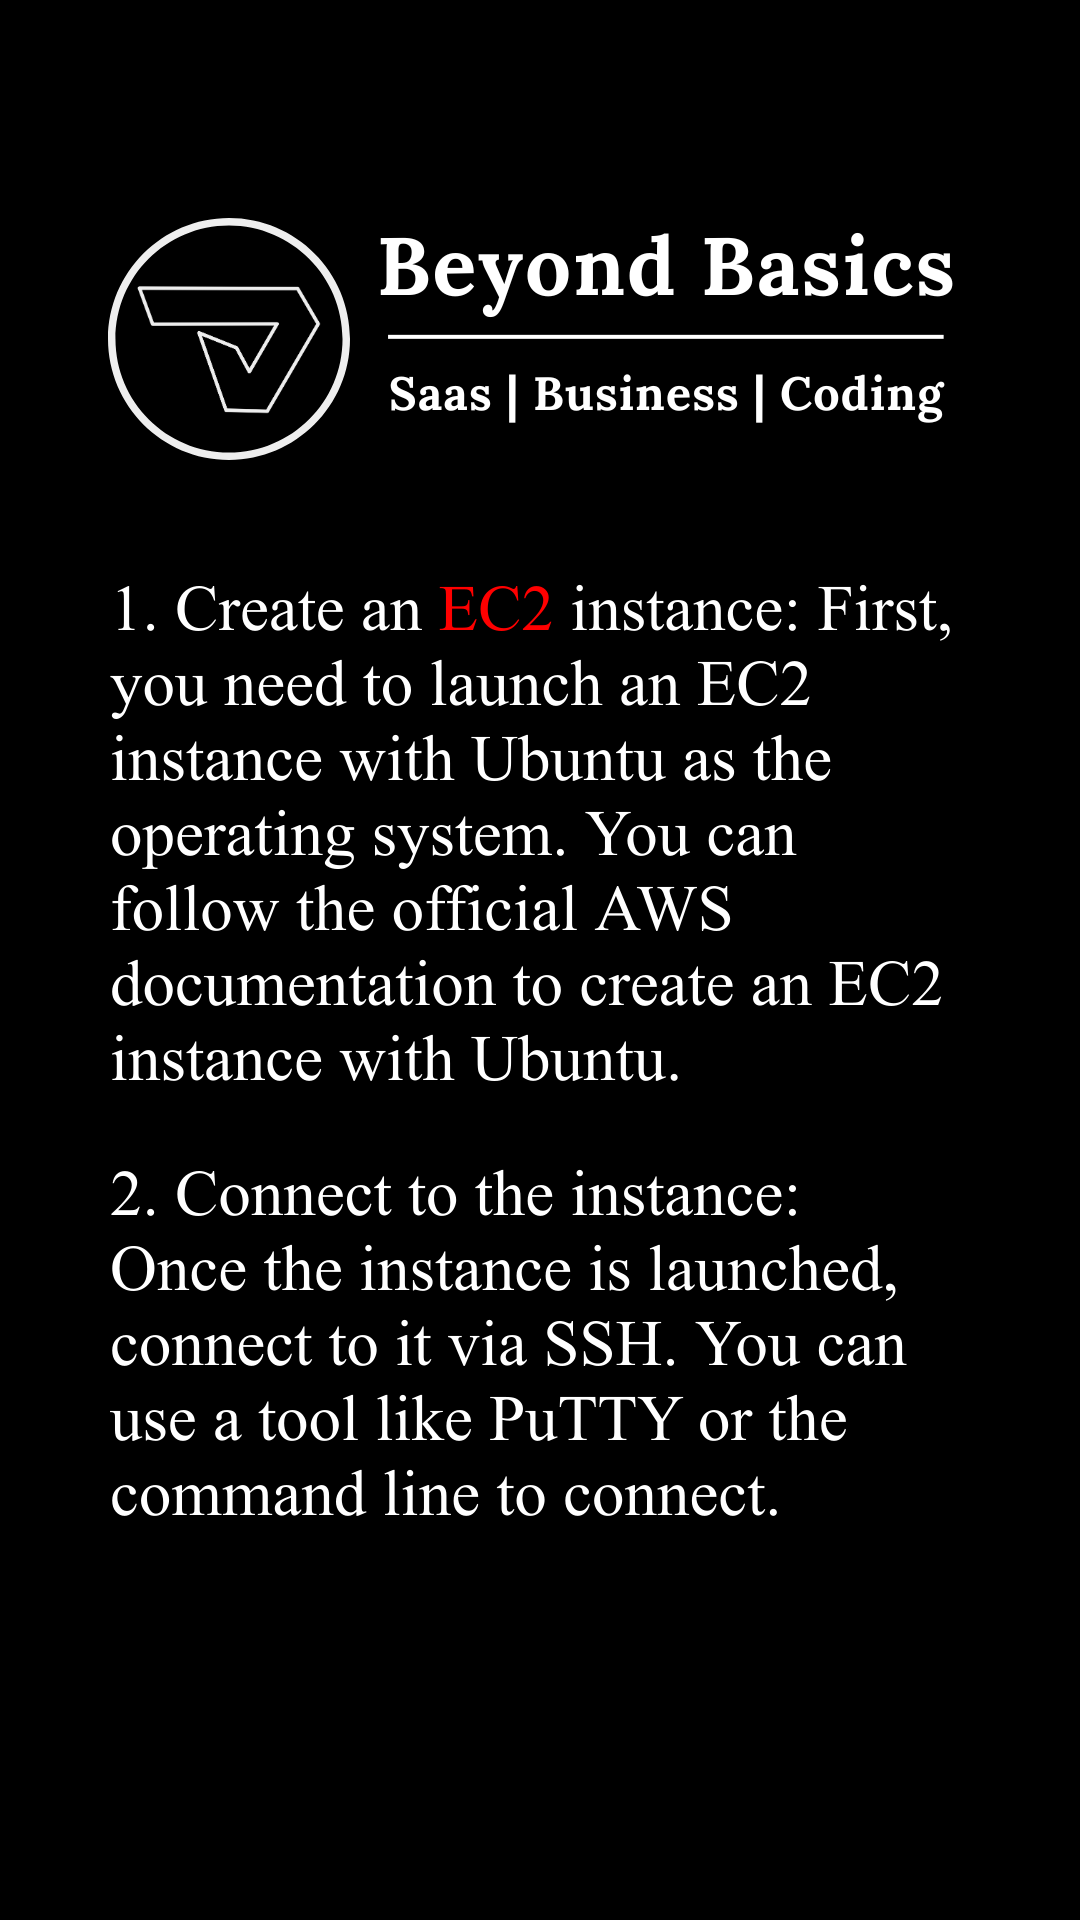 Beyond Basics
Saas | Business | Coding
1. Create an EC2 instance: First,
you need to launch an EC2
instance with Ubuntu as the
operating system. You can
follow the official AWS
documentation to create an EC2
instance with Ubuntu.
2. Connect to the instance:
Once the instance is launched,
connect to it via SSH. You can
use a tool like PuTTY or the
command line to connect.